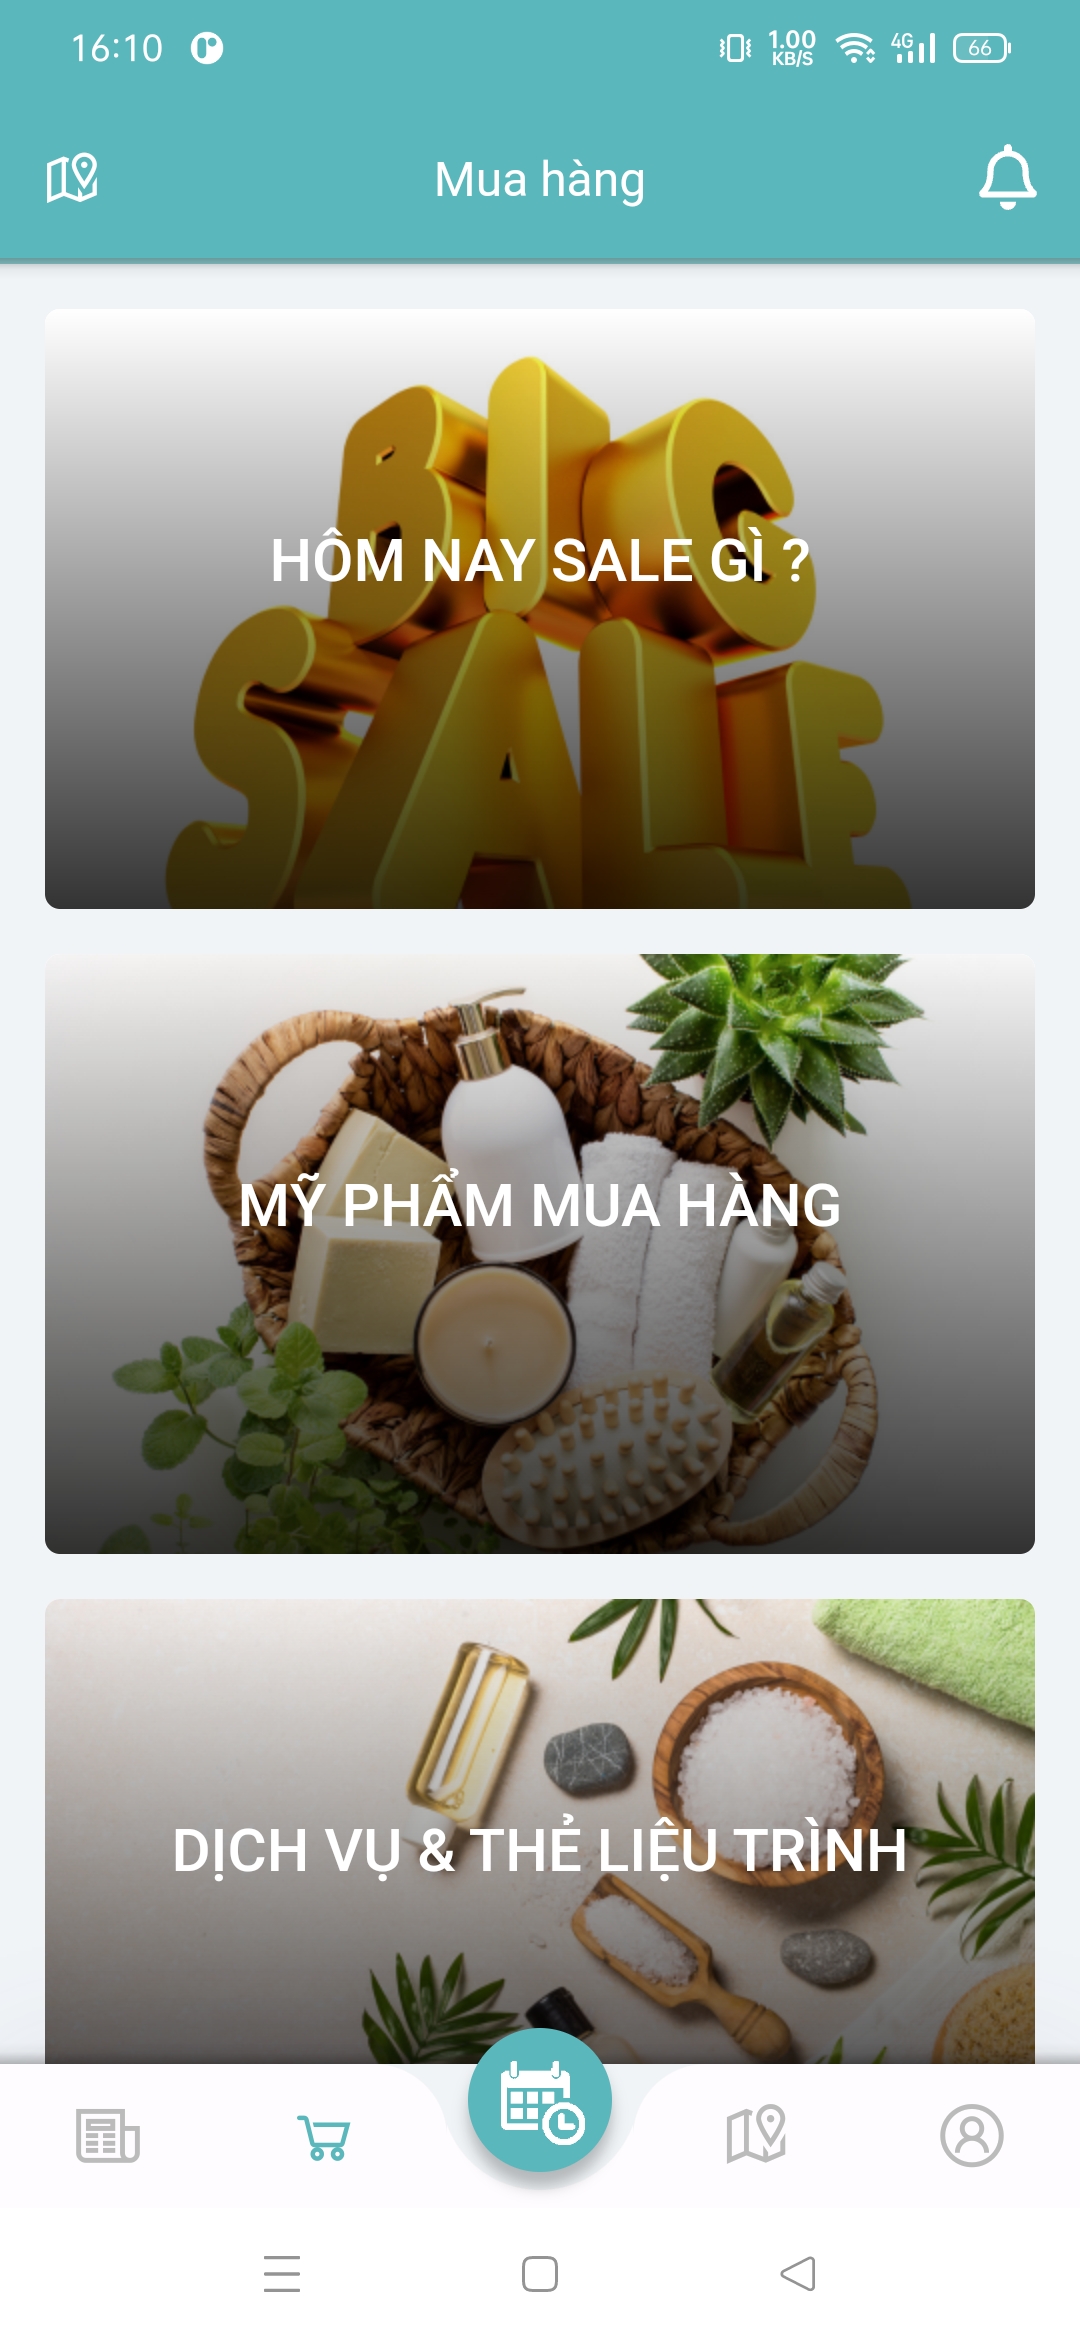 16:10
1.00
KB/S
4G
66
Mua hàng
BIG
SALE
HÔM NAY SALE GÌ ?
MỸ PHẨM MUA HÀNG
DỊCH VỤ & THẺ LIỆU TRÌNH